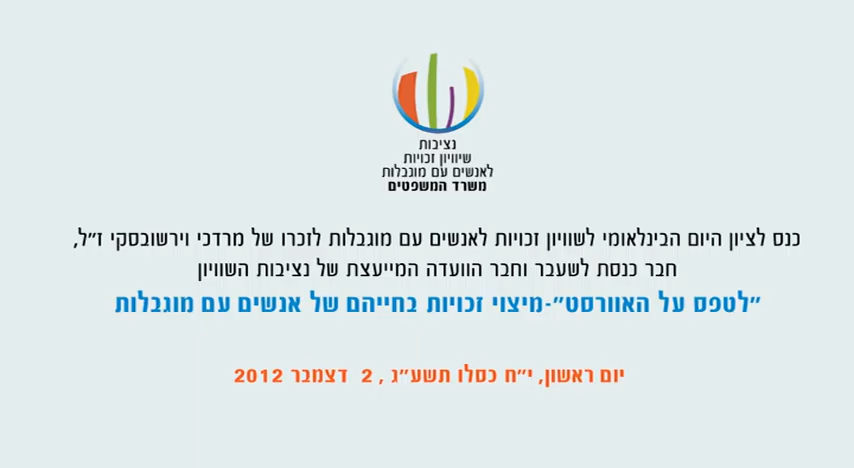 נציבות
שיוויון זכויות
לאנשים עם מוגבלות
משרד המשפטים
כנס לציון היום הבינלאומי לשוויון זכויות לאנשים עם מוגבלות לזכרו של מרדכי וירשובסקי ז"ל,
חבר כנסת לשעבר וחבר הוועדה המייעצת של נציבות השוויון
"לטפס על האוורסט"-מיצוי זכויות בחייהם של אנשים עם מוגבלות
יום ראשון, י"ח כסלו תשע"ג , 2 דצמבר 2012